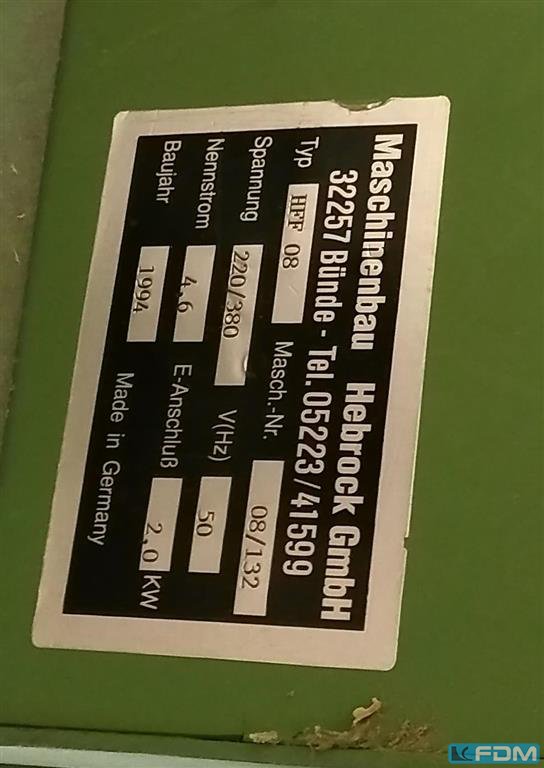 Maschinenbau Hebrock GmbH
32257 Bünde - Tel. 05223/41599
Typ HFF 08 Masch.-Nr. 08/132
Spannung 220/380 V(Hz) 50
Nennstrom 4,6 E-Anschluß 2,0 KW
Baujahr 1994 Made in Germany
FDM